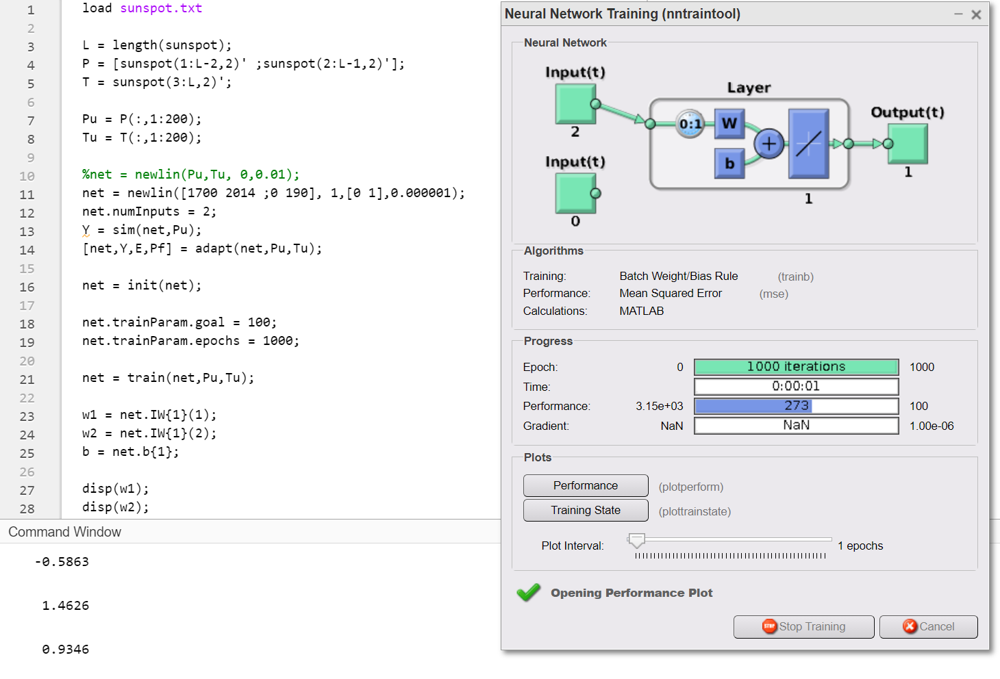 1 load sunspot.txt
2
3 L = length(sunspot);
4 P = [sunspot(1:L-2,2)' ;sunspot(2:L-1,2)'];
5 T = sunspot(3:L,2)';
6
7 Pu = P(:,1:200);
8 Tu = T(:,1:200);
9
10 %net = newlin(Pu,Tu, 0,0.01);
11 net = newlin([1700 2014 ;0 190], 1,[0 1],0.000001);
12 net.numInputs = 2;
13 Y = sim(net,Pu);
14 [net,Y,E,Pf] = adapt(net,Pu,Tu);
15
16 net = init(net);
17
18 net.trainParam.goal = 100;
19 net.trainParam.epochs = 1000;
20
21 net = train(net,Pu,Tu);
22
23 w1 = net.IW{1}(1);
24 w2 = net.IW{1}(2);
25 b = net.b{1};
26
27 disp(w1);
28 disp(w2);
Command Window
-0.5863
1.4626
0.9346
Neural Network Training (nntraintool)
Neural Network
Input(t)
2
Input(t)
0
Layer
0:1
W
b
+
1
Output(t)
1
Algorithms
Training: Batch Weight/Bias Rule (trainb)
Performance: Mean Squared Error (mse)
Calculations: MATLAB
Progress
Epoch: 0 1000 iterations 1000
Time: 0:00:01
Performance: 3.15e+03 273 100
Gradient: NaN NaN 1.00e-06
Plots
Performance (plotperform)
Training State (plottrainstate)
Plot Interval: 1 epochs
Opening Performance Plot
STOP Stop Training Cancel